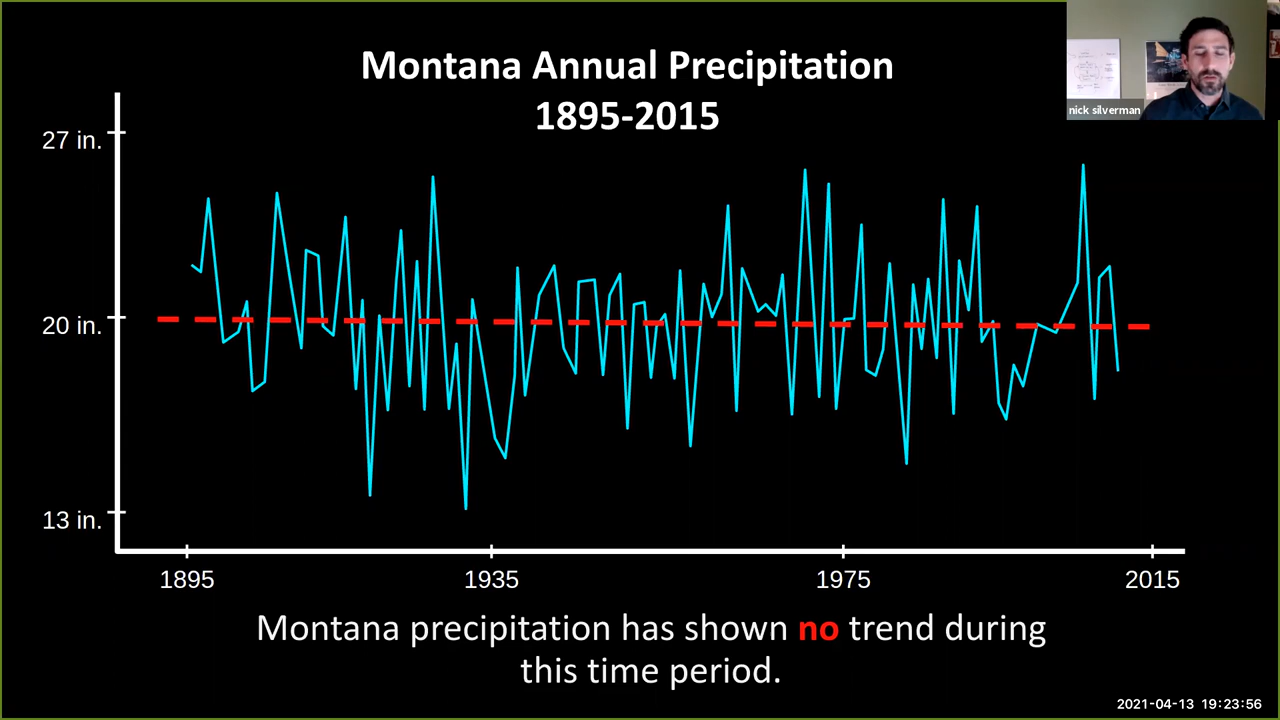 Montana Annual Precipitation
1895-2015
nick silverman
27 in.
20 in.
13 in.
1895 1935 1975 2015
Montana precipitation has shown no trend during
this time period.
2021-04-13 19:23:56